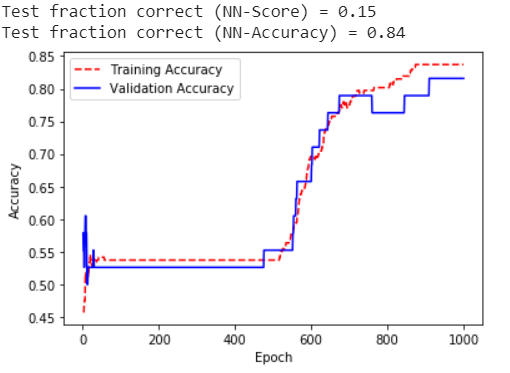 Test fraction correct (NN-Score) = 0.15
Test fraction correct (NN-Accuracy) = 0.84
Training Accuracy
Validation Accuracy
0.85
0.80
0.75
0.70
0.65
0.60
0.55
0.50
0.45
Accuracy
0 200 400 600 800 1000
Epoch